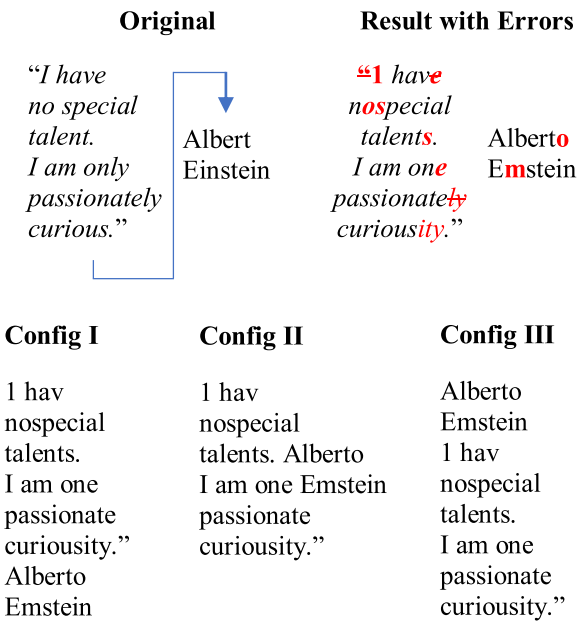 Original
“I have
no special
talent.
I am only
passionately
curious.”
Albert
Einstein
Result with Errors
“1 have
nospecial
talents.
I am one
passionately
curiousity.”
Alberto
Emstein
Config I
1 hav
nospecial
talents.
I am one
passionate
curiousity.”
Alberto
Emstein
Config II
1 hav
nospecial
talents. Alberto
I am one Emstein
passionate
curiousity.”
Config III
Alberto
Emstein
1 hav
nospecial
talents.
I am one
passionate
curiousity.”